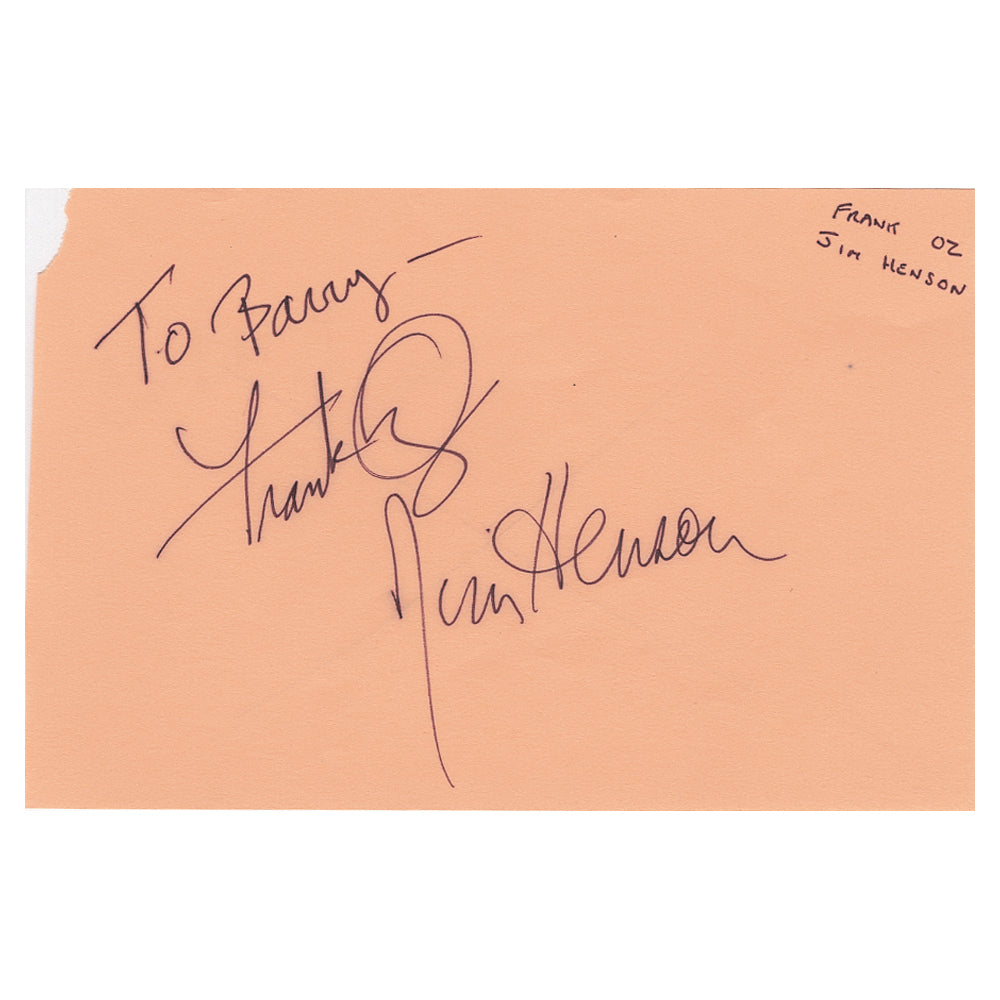 FRANK OZ
JIM HENSON
To Barry —
Frank Oz
Jim Henson